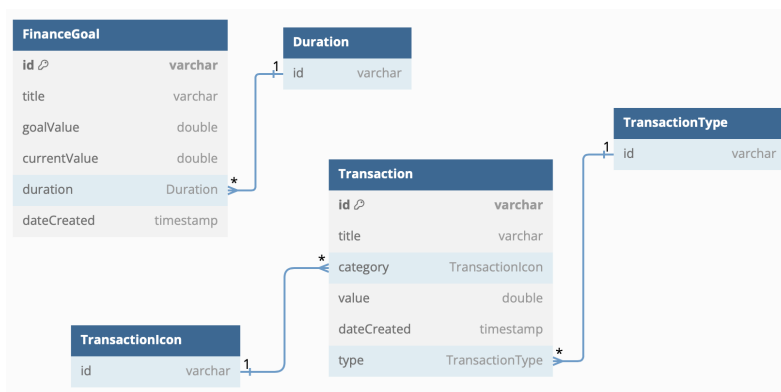 FinanceGoal
id varchar
title varchar
goalValue double
currentValue double
duration Duration
dateCreated timestamp
*
1
Duration
id varchar
TransactionType
1
id varchar
Transaction
id varchar
title varchar
*
category TransactionIcon
value double
dateCreated timestamp
type TransactionType
*
TransactionIcon
id varchar
1